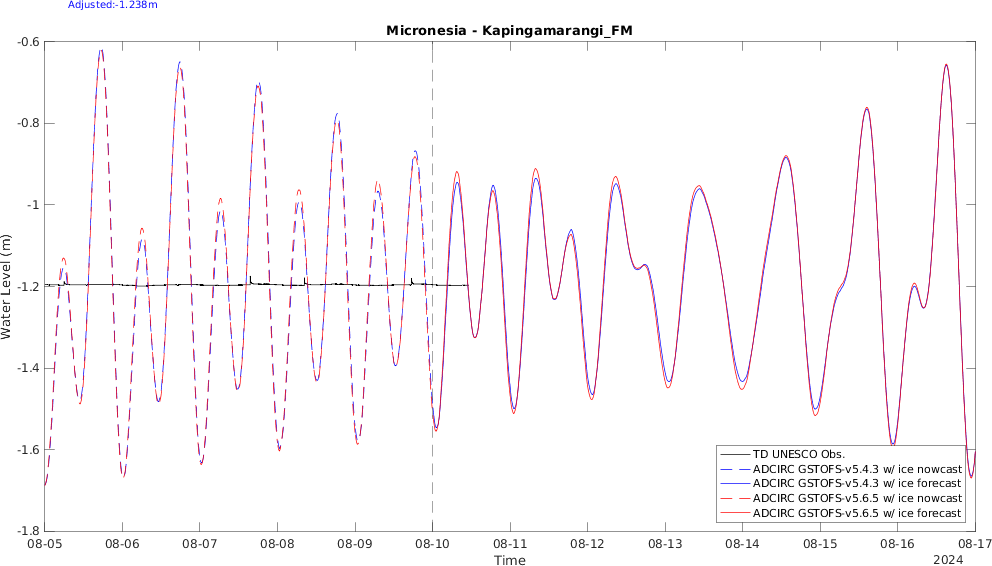 Adjusted:-1.238m
Micronesia - Kapingamarangi_FM
Water Level (m)
-0.6
-0.8
-1
-1.2
-1.4
-1.6
-1.8
TD UNESCO Obs.
ADCIRC GSTOFS-v5.4.3 w/ ice nowcast
ADCIRC GSTOFS-v5.4.3 w/ ice forecast
ADCIRC GSTOFS-v5.6.5 w/ ice nowcast
ADCIRC GSTOFS-v5.6.5 w/ ice forecast
08-05 08-06 08-07 08-08 08-09 08-10 08-11 08-12 08-13 08-14 08-15 08-16 08-17
Time
2024